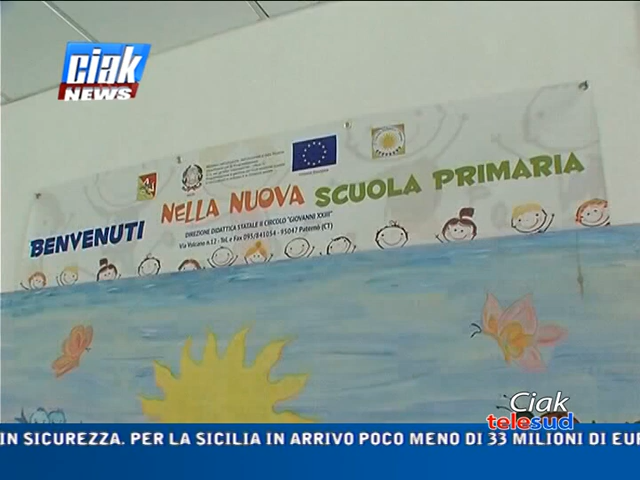 ciak
NEWS
BENVENUTI NELLA NUOVA SCUOLA PRIMARIA
DIREZIONE DIDATTICA STATALE II CIRCOLO "GIOVANNI XXIII"
Via Vulcano n.12 - Tel. e Fax 095/841054 - 95047 Paternò (CT)
Ciak
telesud
IN SICUREZZA. PER LA SICILIA IN ARRIVO POCO MENO DI 33 MILIONI DI EU